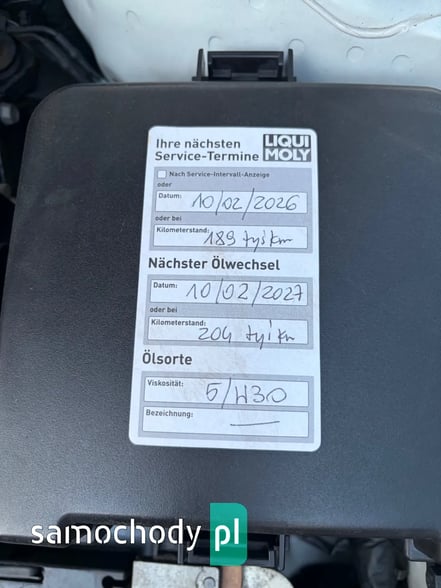 Ihre nächsten
Service-Termine
LIQUI
MOLY
Nach Service-Intervall-Anzeige
oder
Datum: 10/02/2026
oder bei
Kilometerstand: 189 tyś km
Nächster Ölwechsel
Datum: 10/02/2027
oder bei
Kilometerstand: 204 tyś km
Ölsorte
Viskosität: 5/W30
Bezeichnung: —
samochody pl